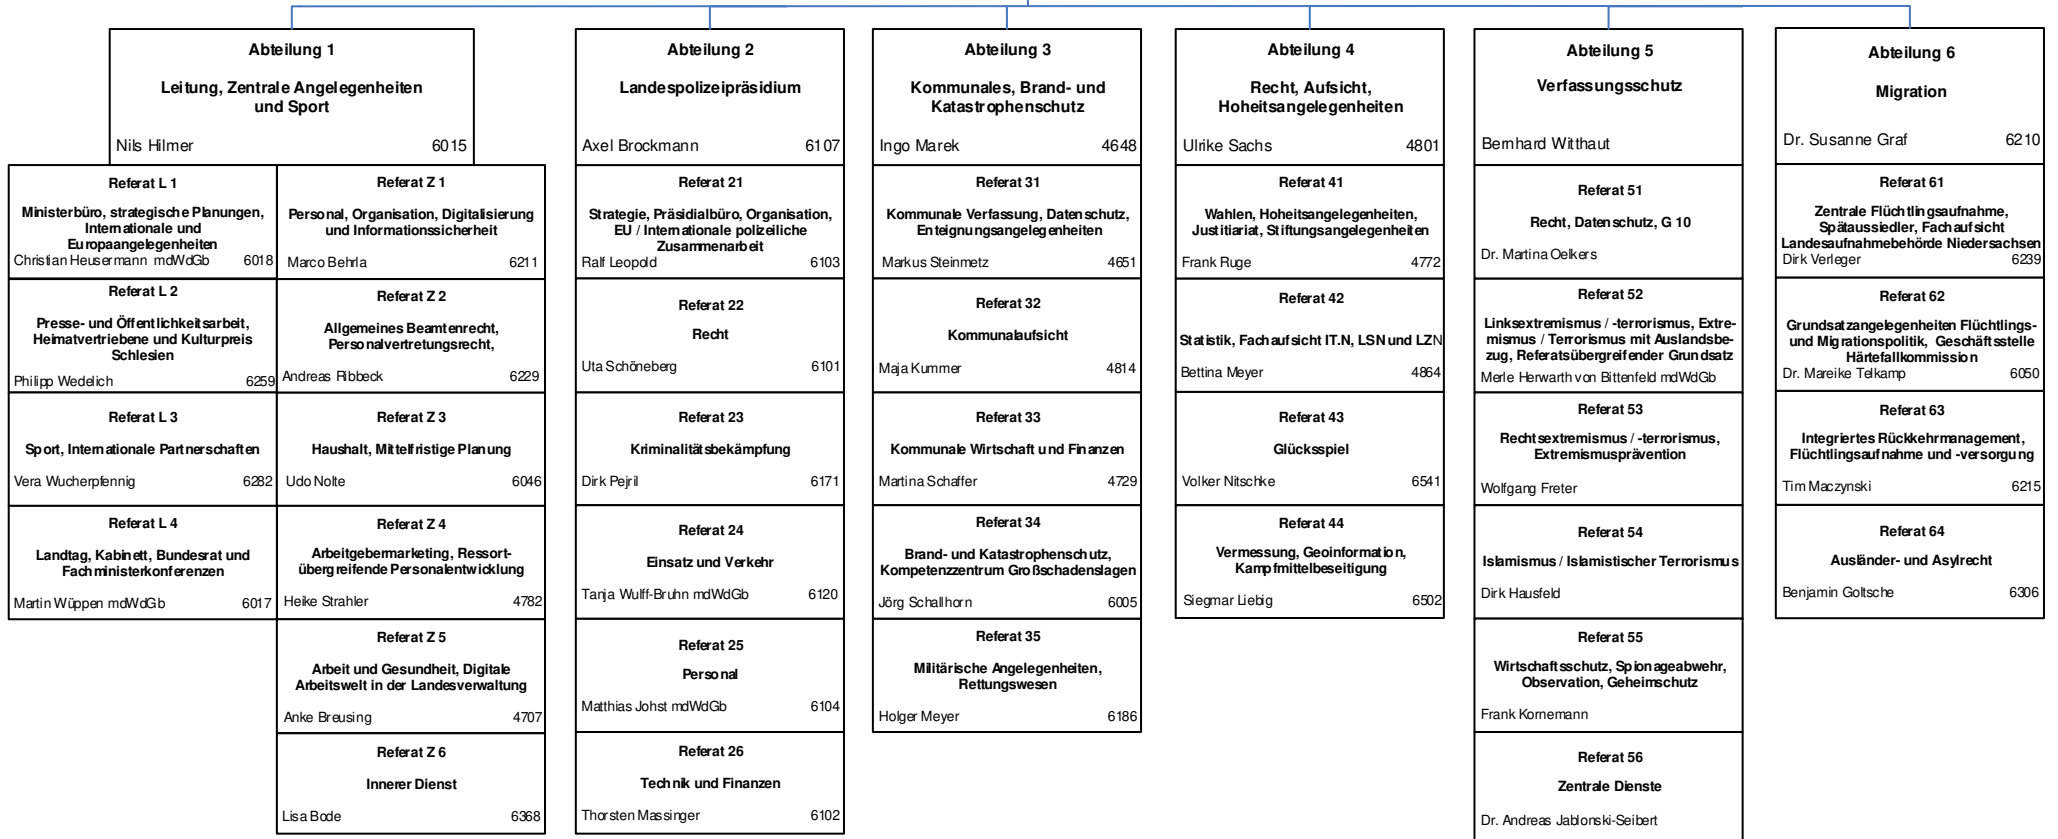 Abteilung 1
Leitung, Zentrale Angelegenheiten
und Sport
Nils Hilmer 6015
Referat L 1
Ministerbüro, strategische Planungen,
Internationale und
Europaangelegenheiten
Christian Heusermann mdWdGb 6018
Referat L 2
Presse- und Öffentlichkeitsarbeit,
Heimatvertriebene und Kulturpreis
Schlesien
Philipp Wedelich 6259
Referat L 3
Sport, Internationale Partnerschaften
Vera Wucherpfennig 6282
Referat L 4
Landtag, Kabinett, Bundesrat und
Fachministerkonferenzen
Martin Wüppen mdWdGb 6017
Referat Z 1
Personal, Organisation, Digitalisierung
und Informationssicherheit
Marco Behrla 6211
Referat Z 2
Allgemeines Beamtenrecht,
Personalvertretungsrecht,
Andreas Ribbeck 6229
Referat Z 3
Haushalt, Mittelfristige Planung
Udo Nolte 6046
Referat Z 4
Arbeitgebermarketing, Ressort-
übergreifende Personalentwicklung
Heike Strahler 4782
Referat Z 5
Arbeit und Gesundheit, Digitale
Arbeitswelt in der Landesverwaltung
Anke Breusing 4707
Referat Z 6
Innerer Dienst
Lisa Bode 6368
Abteilung 2
Landespolizeipräsidium
Axel Brockmann 6107
Referat 21
Strategie, Präsidialbüro, Organisation,
EU / Internationale polizeiliche
Zusammenarbeit
Ralf Leopold 6103
Referat 22
Recht
Uta Schöneberg 6101
Referat 23
Kriminalitätsbekämpfung
Dirk Pejril 6171
Referat 24
Einsatz und Verkehr
Tanja Wulff-Bruhn mdWdGb 6120
Referat 25
Personal
Matthias Johst mdWdGb 6104
Referat 26
Technik und Finanzen
Thorsten Massinger 6102
Abteilung 3
Kommunales, Brand- und
Katastrophenschutz
Ingo Marek 4648
Referat 31
Kommunale Verfassung, Datenschutz,
Enteignungsangelegenheiten
Markus Steinmetz 4651
Referat 32
Kommunalaufsicht
Maja Kummer 4814
Referat 33
Kommunale Wirtschaft und Finanzen
Martina Schaffer 4729
Referat 34
Brand- und Katastrophenschutz,
Kompetenzzentrum Großschadenslagen
Jörg Schallhorn 6005
Referat 35
Militärische Angelegenheiten,
Rettungswesen
Holger Meyer 6186
Abteilung 4
Recht, Aufsicht,
Hoheitsangelegenheiten
Ulrike Sachs 4801
Referat 41
Wahlen, Hoheitsangelegenheiten,
Justitiariat, Stiftungsangelegenheiten
Frank Ruge 4772
Referat 42
Statistik, Fachaufsicht IT.N, LSN und LZN
Bettina Meyer 4864
Referat 43
Glücksspiel
Volker Nitschke 6541
Referat 44
Vermessung, Geoinformation,
Kampfmittelbeseitigung
Siegmar Liebig 6502
Abteilung 5
Verfassungsschutz
Bernhard Witthaut
Referat 51
Recht, Datenschutz, G 10
Dr. Martina Oelkers
Referat 52
Linksextremismus / -terrorismus, Extre-
mismus / Terrorismus mit Auslandsbe-
zug, Referatsübergreifender Grundsatz
Merle Herwarth von Bittenfeld mdWdGb
Referat 53
Rechtsextremismus / -terrorismus,
Extremismusprävention
Wolfgang Freter
Referat 54
Islamismus / Islamistischer Terrorismus
Dirk Hausfeld
Referat 55
Wirtschaftsschutz, Spionageabwehr,
Observation, Geheimschutz
Frank Kornemann
Referat 56
Zentrale Dienste
Dr. Andreas Jablonski-Seibert
Abteilung 6
Migration
Dr. Susanne Graf 6210
Referat 61
Zentrale Flüchtlingsaufnahme,
Spätaussiedler, Fachaufsicht
Landesaufnahmebehörde Niedersachsen
Dirk Verleger 6239
Referat 62
Grundsatzangelegenheiten Flüchtlings-
und Migrationspolitik, Geschäftsstelle
Härtefallkommission
Dr. Mareike Telkamp 6050
Referat 63
Integriertes Rückkehrmanagement,
Flüchtlingsaufnahme und -versorgung
Tim Maczynski 6215
Referat 64
Ausländer- und Asylrecht
Benjamin Goltsche 6306